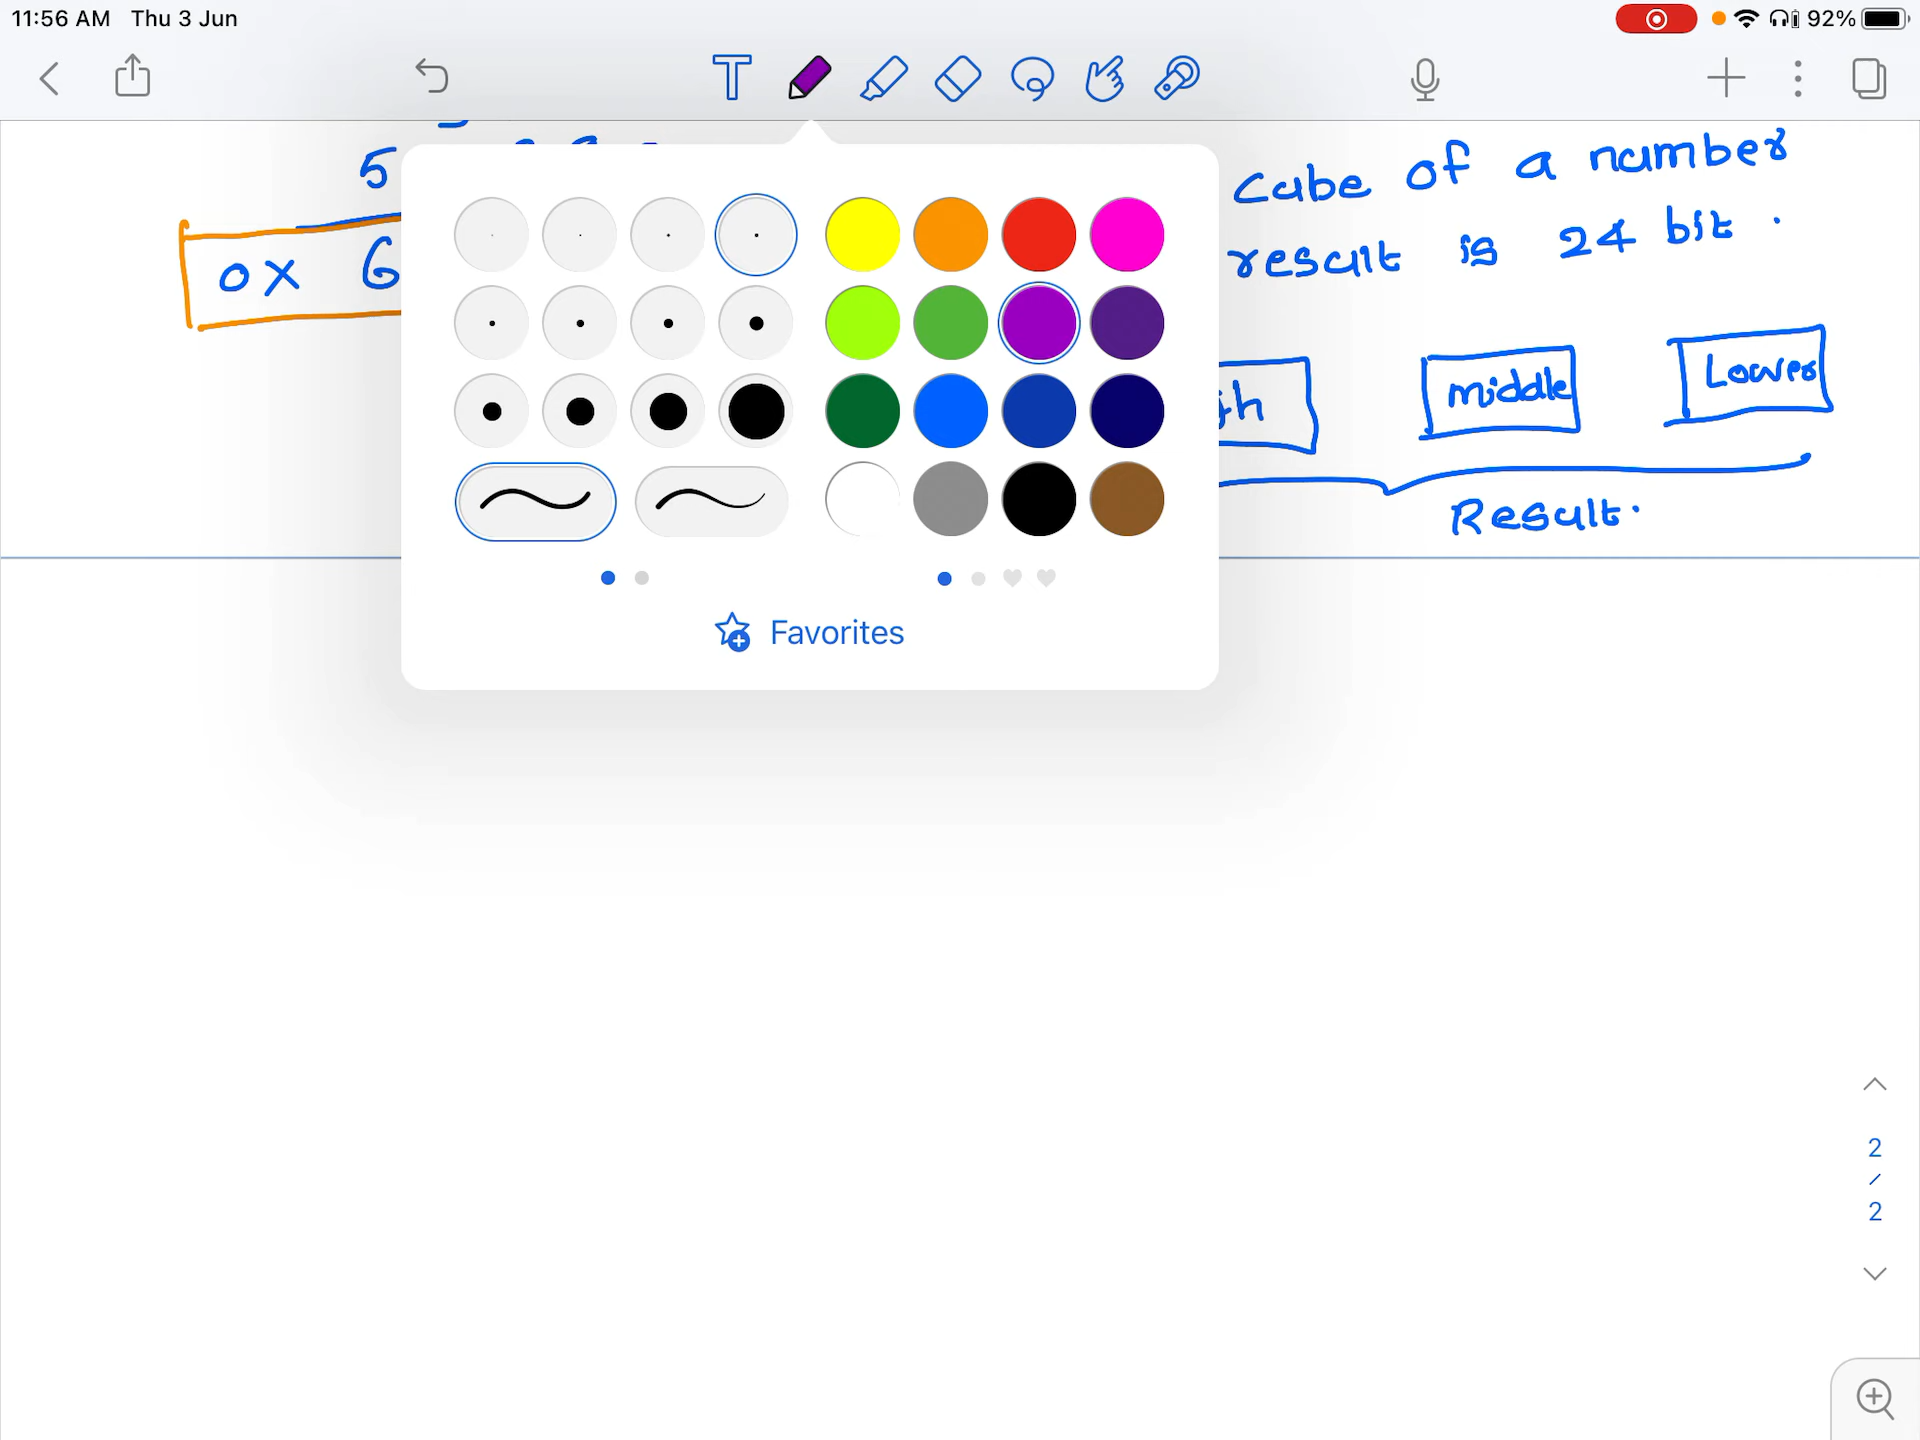 11:56 AM Thu 3 Jun
92%
T
5
Cube of a number
0x 6
result is 24 bit.
middle
Lower
Result.
Favorites
2
/
2